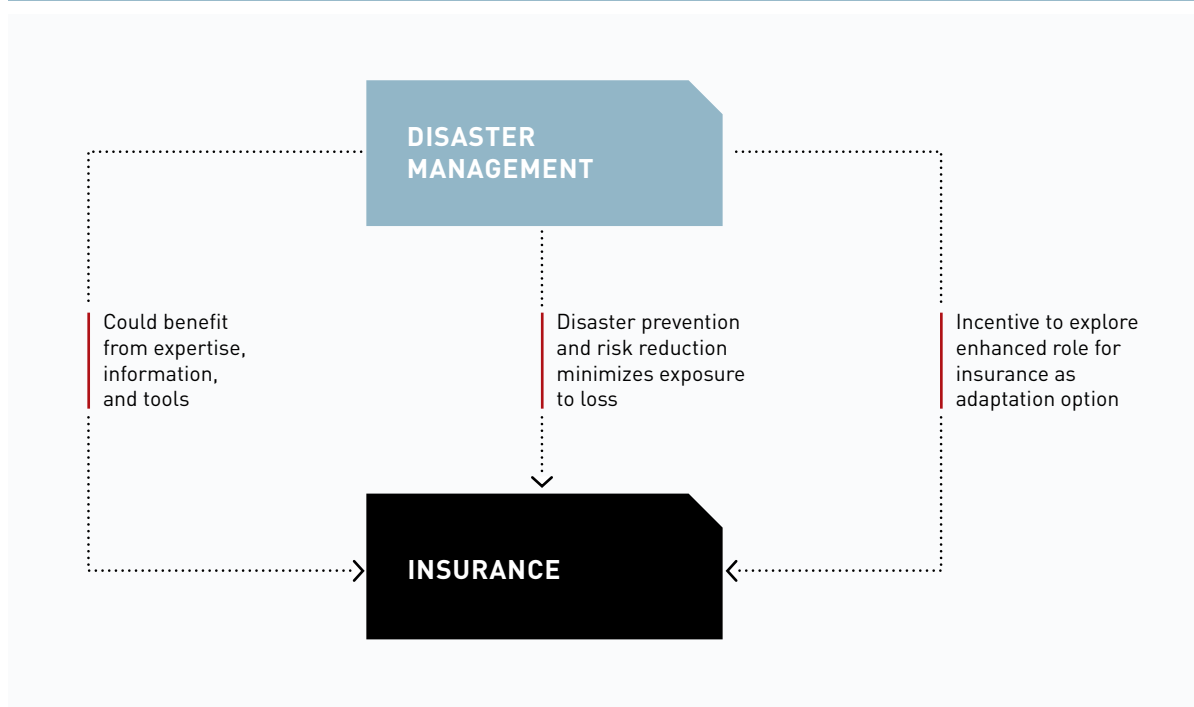 DISASTER
MANAGEMENT
Could benefit
from expertise,
information,
and tools
Disaster prevention
and risk reduction
minimizes exposure
to loss
Incentive to explore
enhanced role for
insurance as
adaptation option
INSURANCE